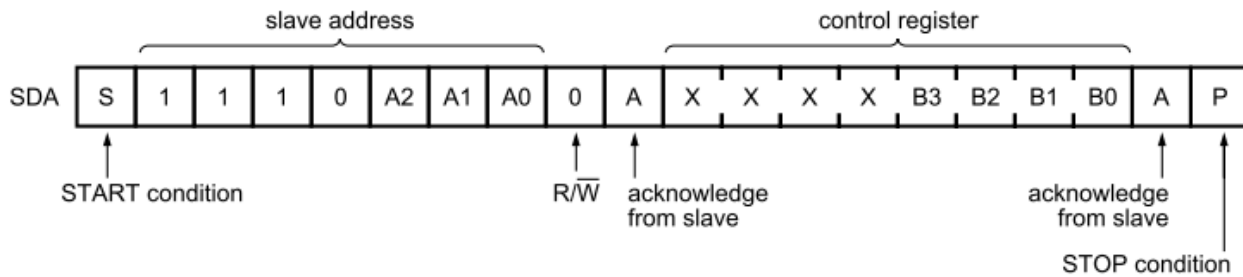 slave address control register
SDA S 1 1 1 0 A2 A1 A0 0 A X X X X B3 B2 B1 B0 A P
START condition R/W̅ acknowledge from slave acknowledge from slave
STOP condition